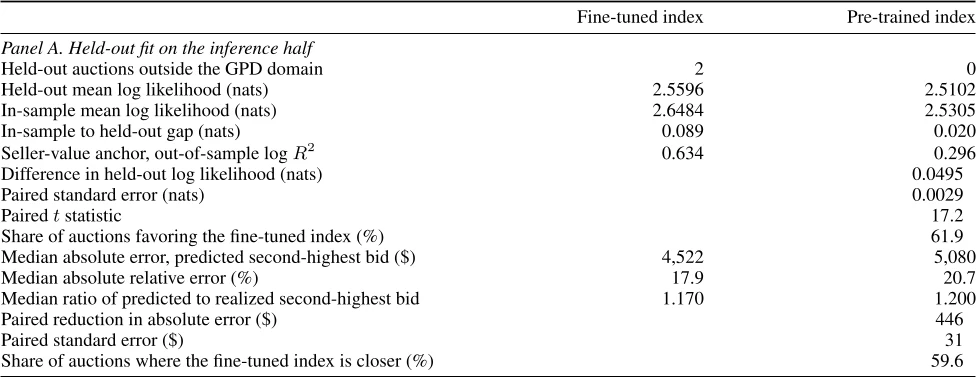 Fine-tuned index Pre-trained index
Panel A. Held-out fit on the inference half
Held-out auctions outside the GPD domain 2 0
Held-out mean log likelihood (nats) 2.5596 2.5102
In-sample mean log likelihood (nats) 2.6484 2.5305
In-sample to held-out gap (nats) 0.089 0.020
Seller-value anchor, out-of-sample log R² 0.634 0.296
Difference in held-out log likelihood (nats) 0.0495
Paired standard error (nats) 0.0029
Paired t statistic 17.2
Share of auctions favoring the fine-tuned index (%) 61.9
Median absolute error, predicted second-highest bid ($) 4,522 5,080
Median absolute relative error (%) 17.9 20.7
Median ratio of predicted to realized second-highest bid 1.170 1.200
Paired reduction in absolute error ($) 446
Paired standard error ($) 31
Share of auctions where the fine-tuned index is closer (%) 59.6